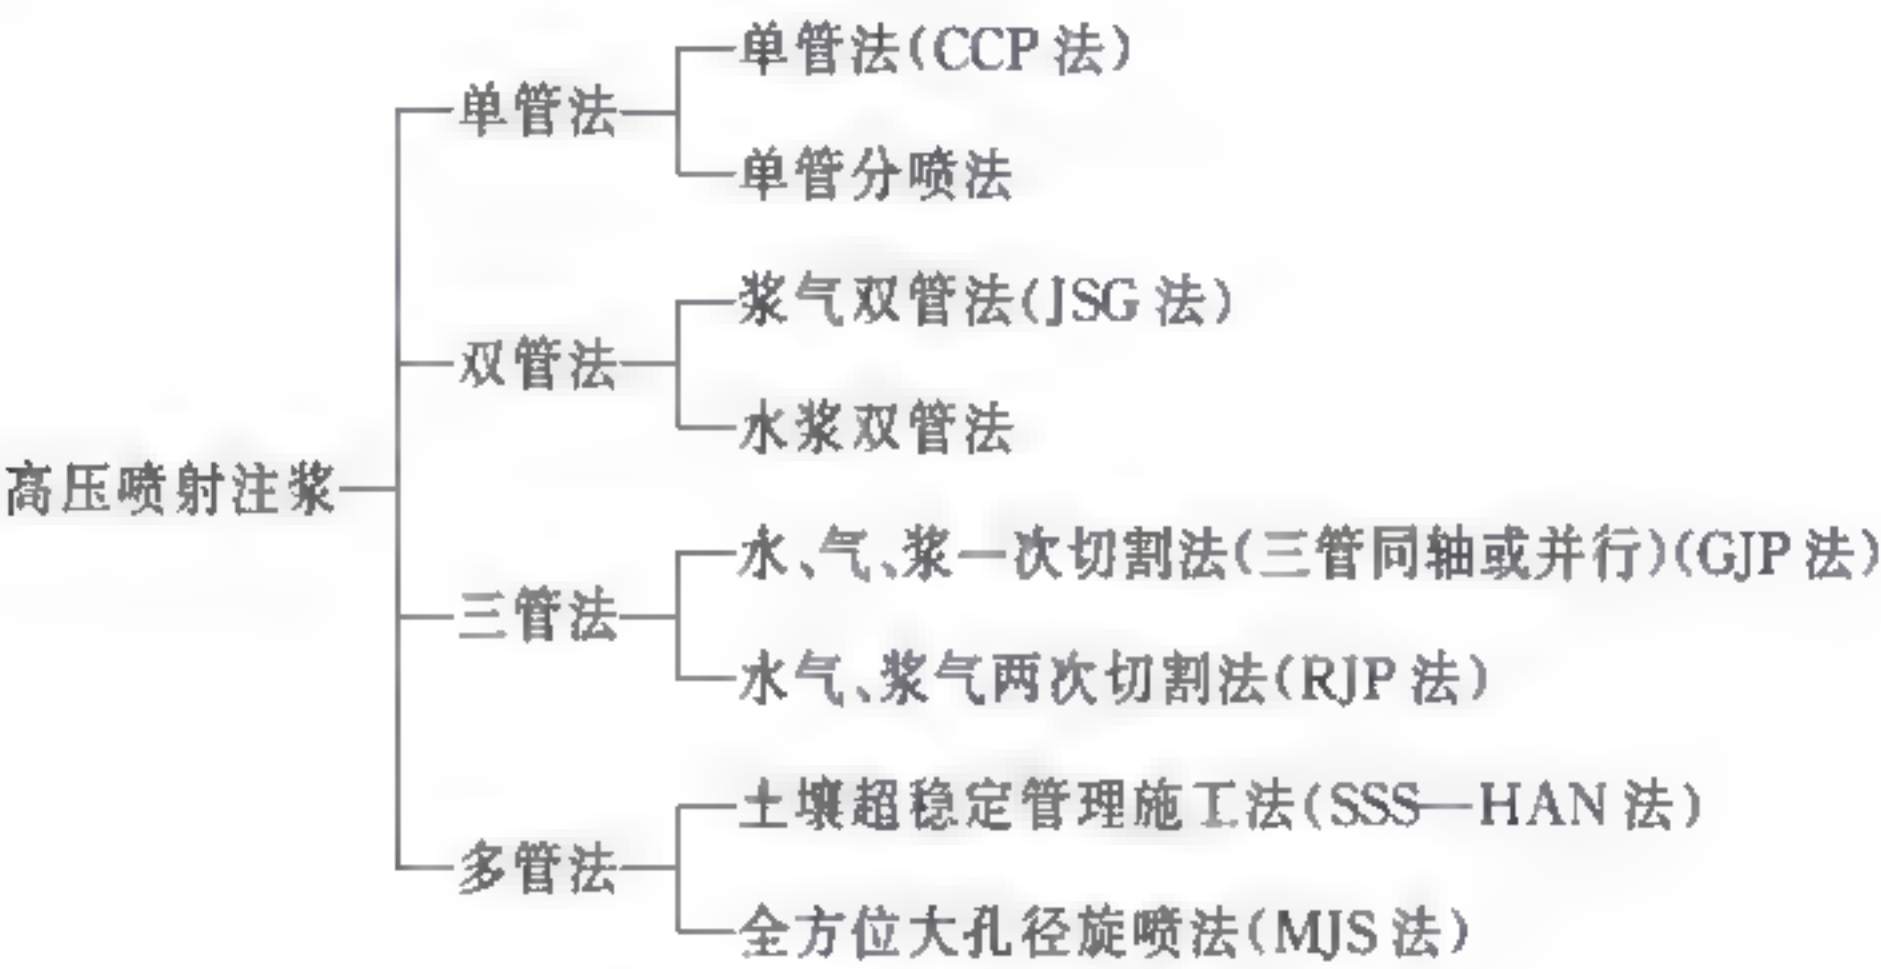 单管法(CCP 法)
单管法
单管分喷法
浆气双管法(JSG 法)
双管法
水浆双管法
高压喷射注浆
水、气、浆一次切割法(三管同轴或并行)(GJP 法)
三管法
水气、浆气两次切割法(RJP 法)
土壤超稳定管理施工法(SSS—HAN 法)
多管法
全方位大孔径旋喷法(MJS 法)